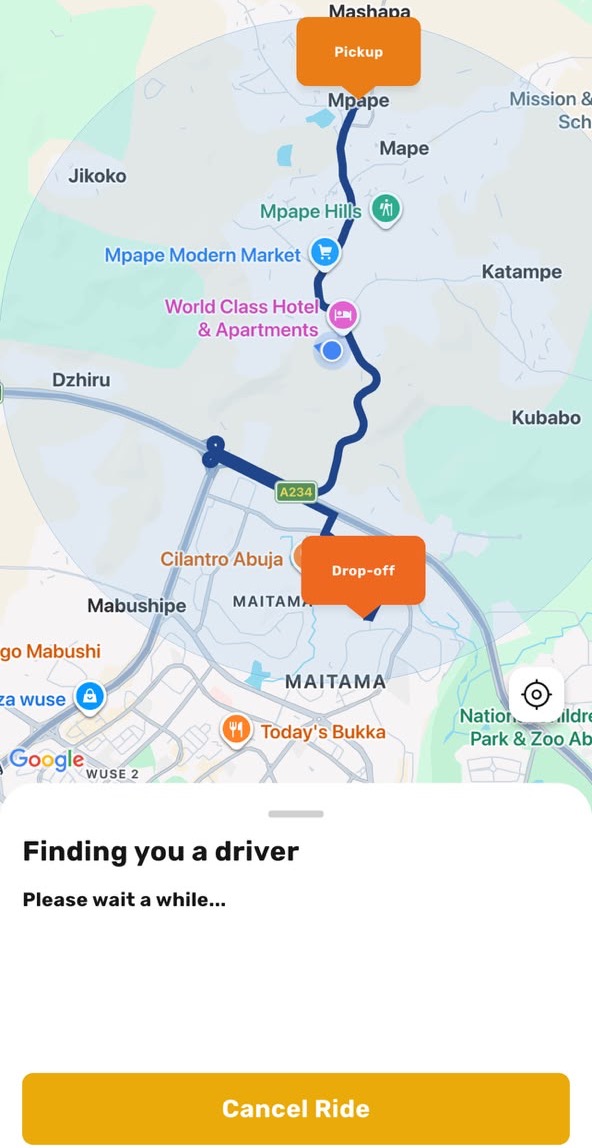 Mashapa
Pickup
Mpape
Mission &
Sch
Mape
Jikoko
Mpape Hills
Mpape Modern Market
Katampe
World Class Hotel
& Apartments
Dzhiru
Kubabo
A234
Cilantro Abuja
Drop-off
MAITAMA
Mabushipe
go Mabushi
MAITAMA
za wuse
Nation
ildre
Park & Zoo Ab
Today's Bukka
Google
WUSE 2
Finding you a driver
Please wait a while...
Cancel Ride